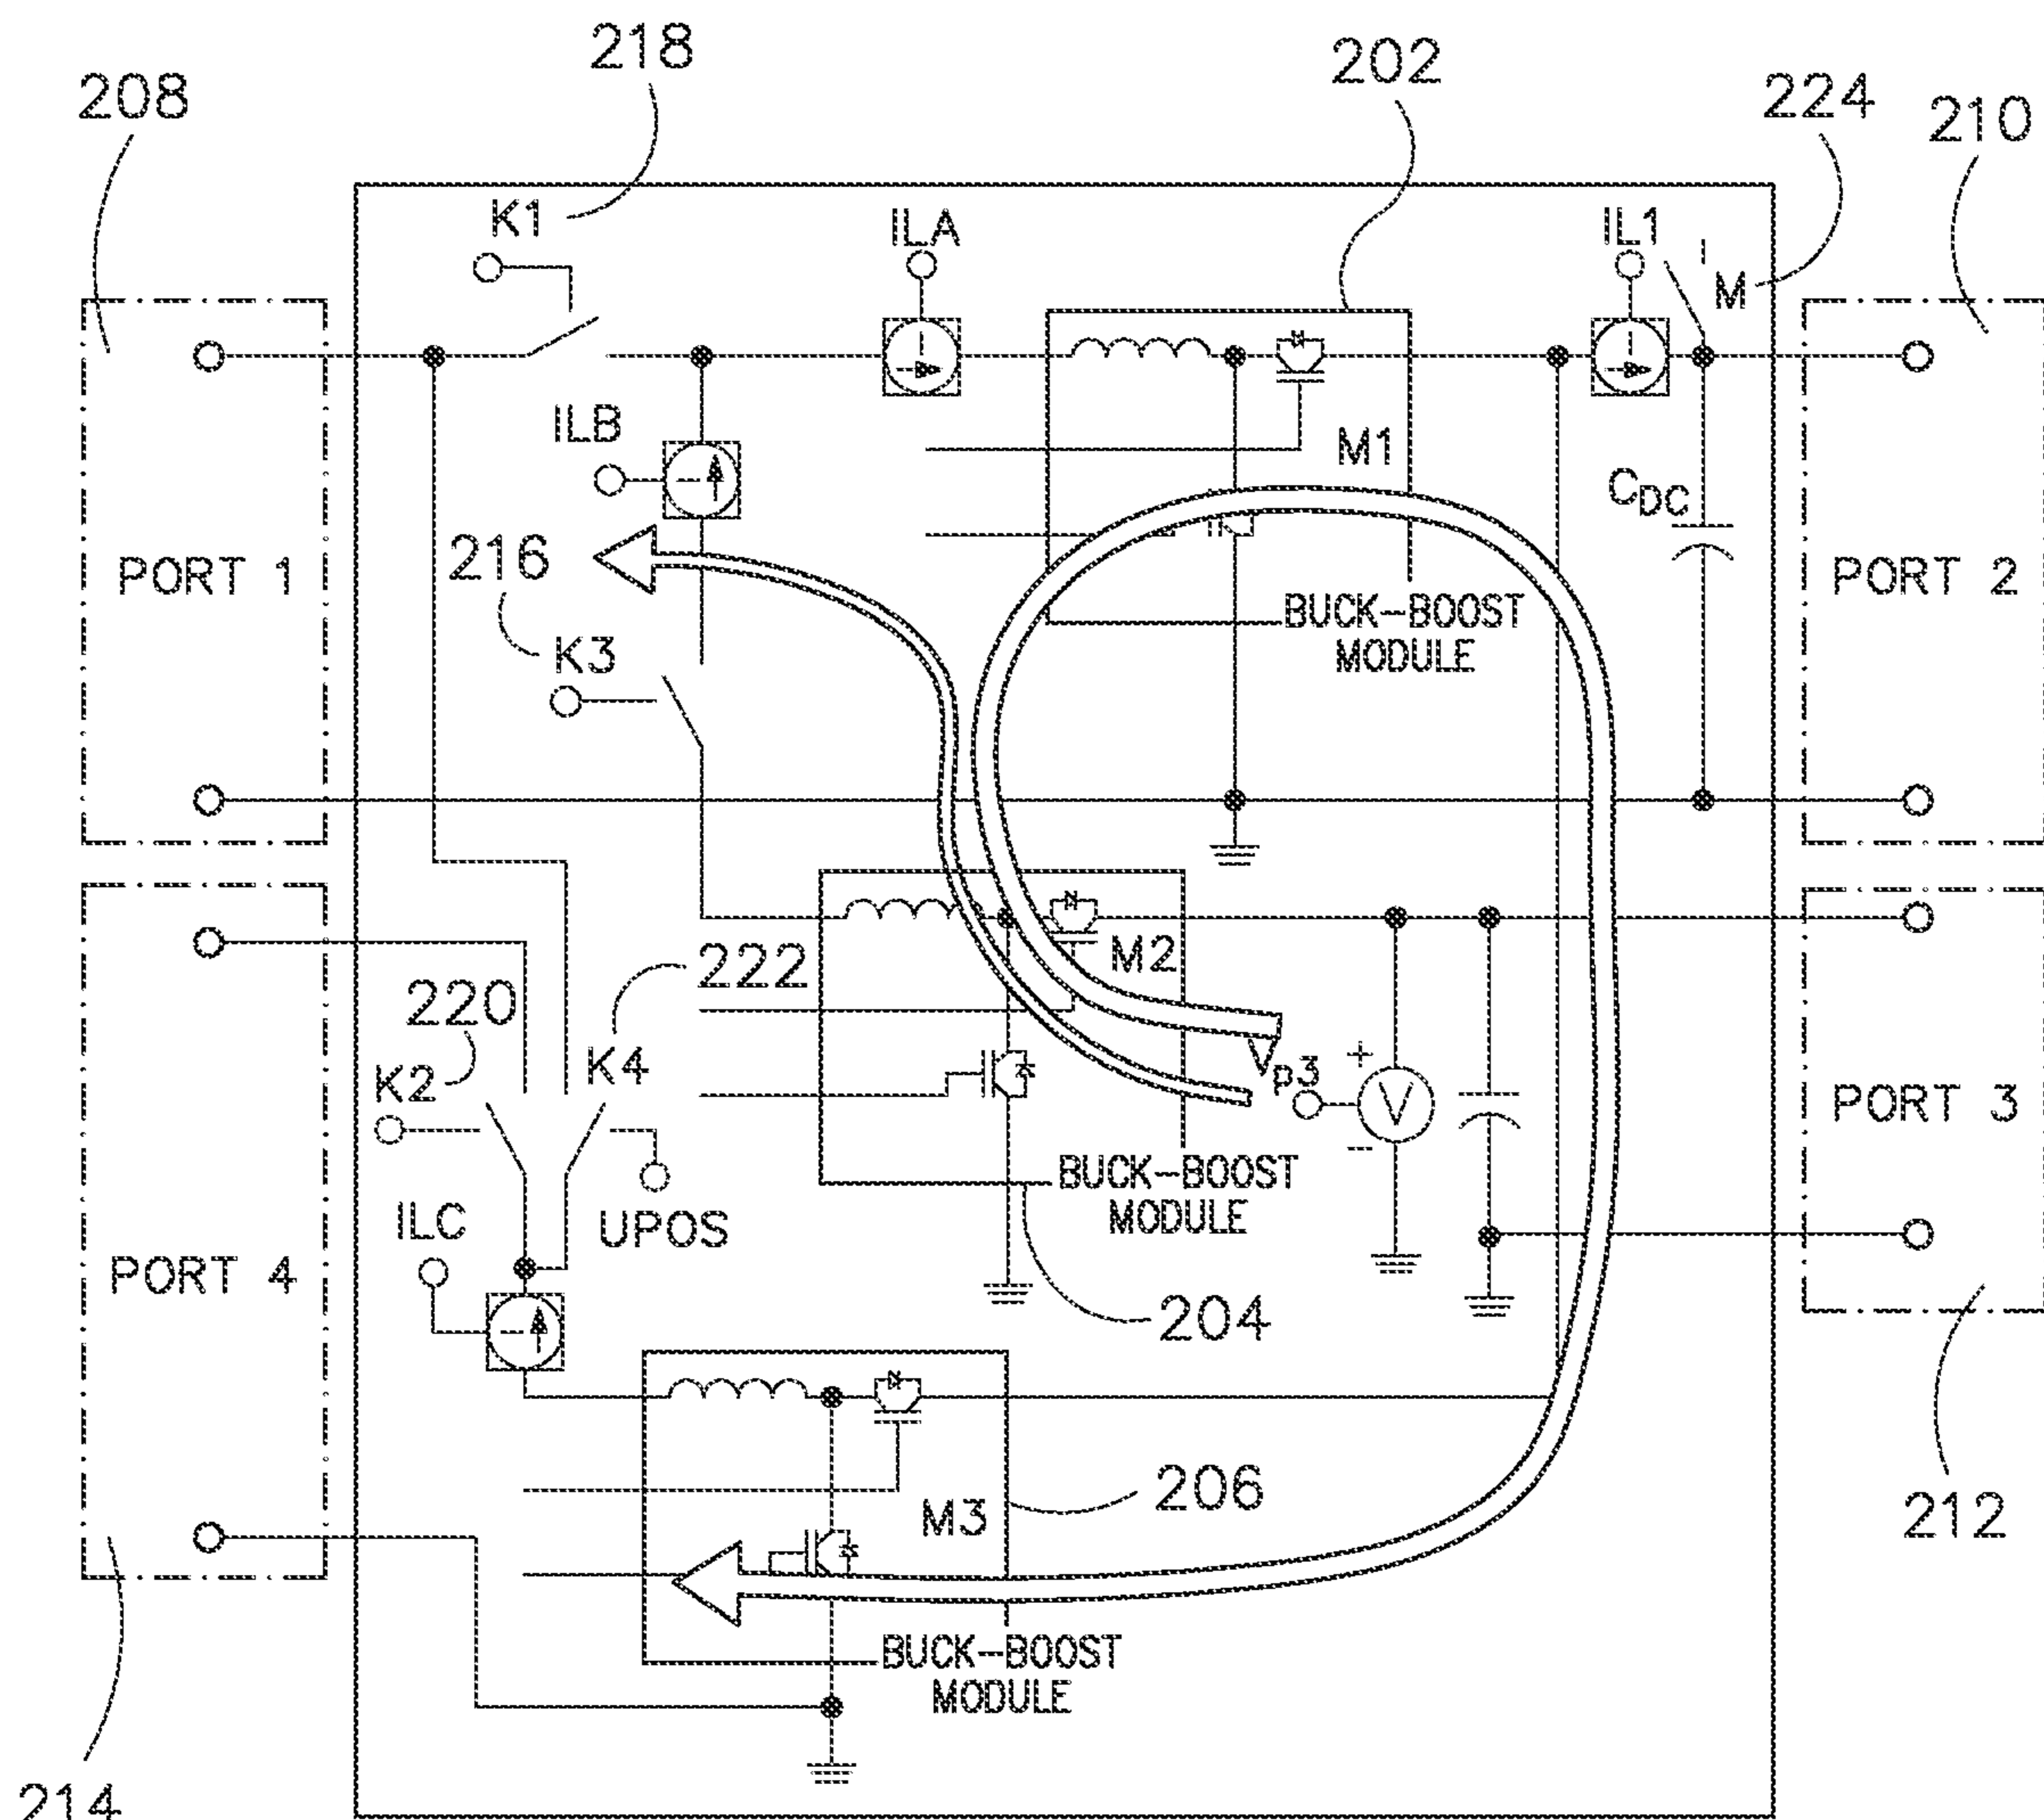 218
202
208
224
210
K1
ILA
IL1
M
ILB
M1
CDC
216
PORT 1
PORT 2
BUCK-BOOST
MODULE
K3
222
M2
220
K4
Vp3
+
K2
V
PORT 3
-
BUCK-BOOST
MODULE
ILC
UPOS
PORT 4
204
206
M3
212
BUCK-BOOST
MODULE
214